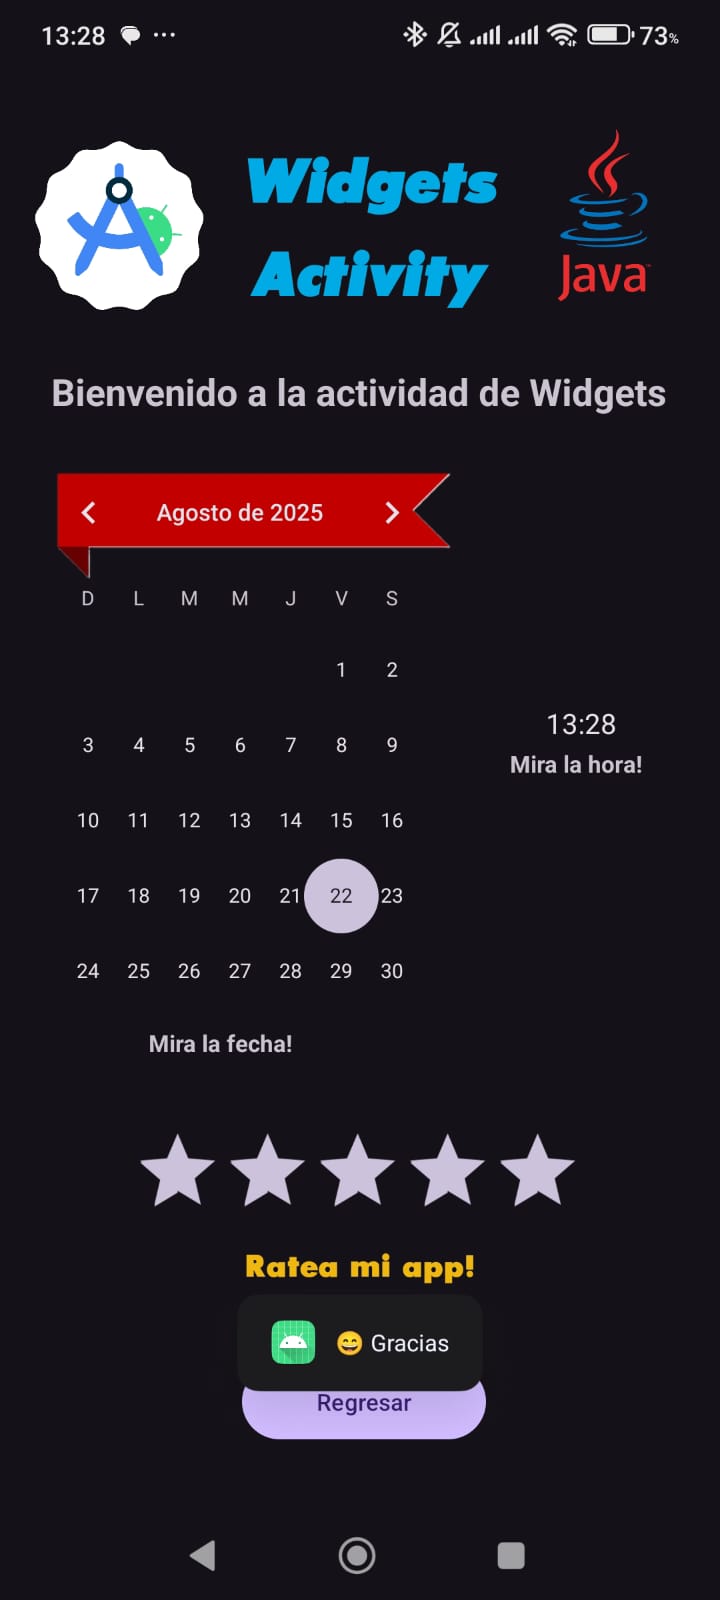 13:28 ... 73%
Widgets
Activity
Java™
Bienvenido a la actividad de Widgets
Agosto de 2025
D L M M J V S
1 2
3 4 5 6 7 8 9
10 11 12 13 14 15 16
17 18 19 20 21 22 23
24 25 26 27 28 29 30
13:28
Mira la hora!
Mira la fecha!
Ratea mi app!
😄 Gracias
Regresar